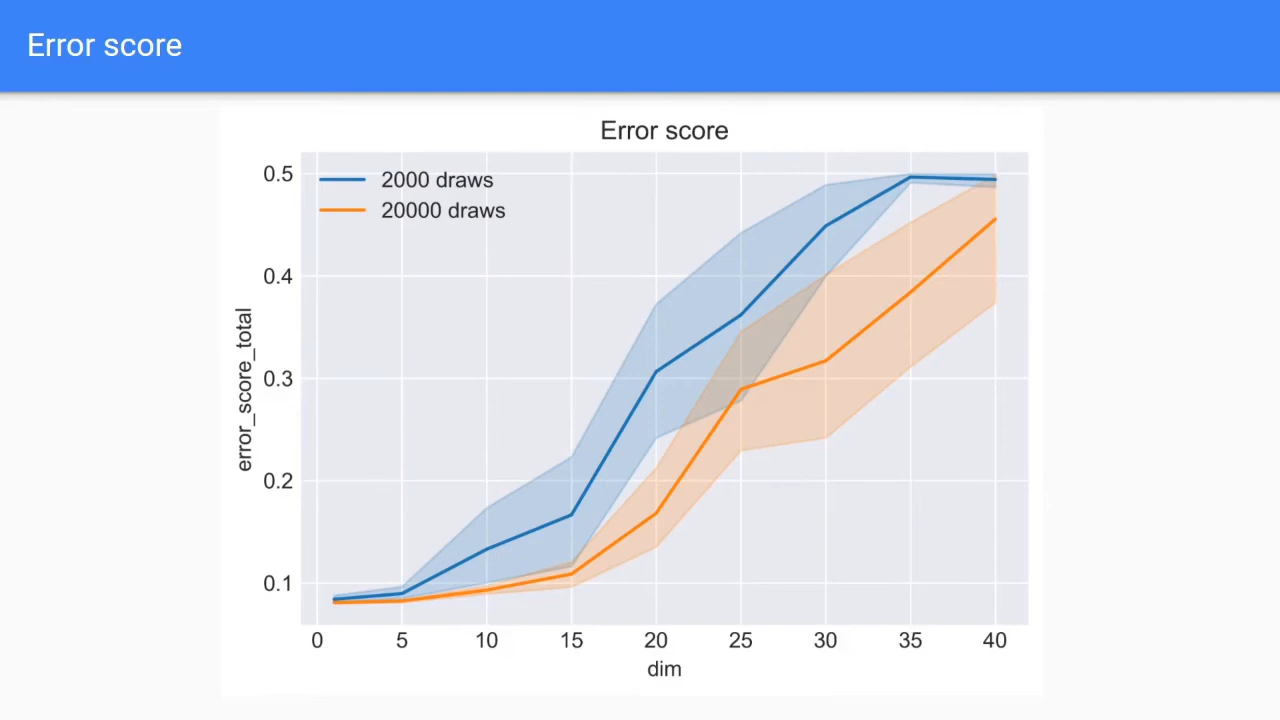 Error score
Error score
2000 draws
20000 draws
0.5
0.4
0.3
0.2
0.1
error_score_total
0 5 10 15 20 25 30 35 40
dim